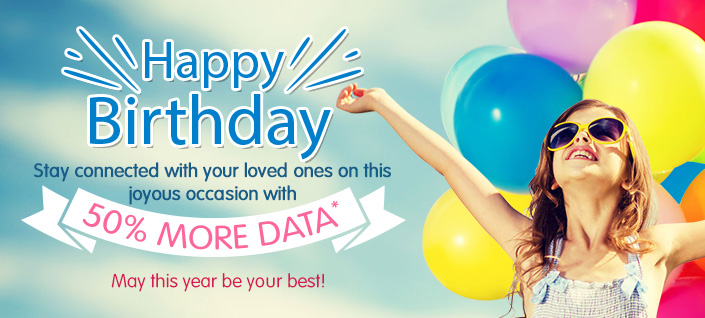 Happy
Birthday
Stay connected with your loved ones on this
joyous occasion with
50% MORE DATA*
May this year be your best!